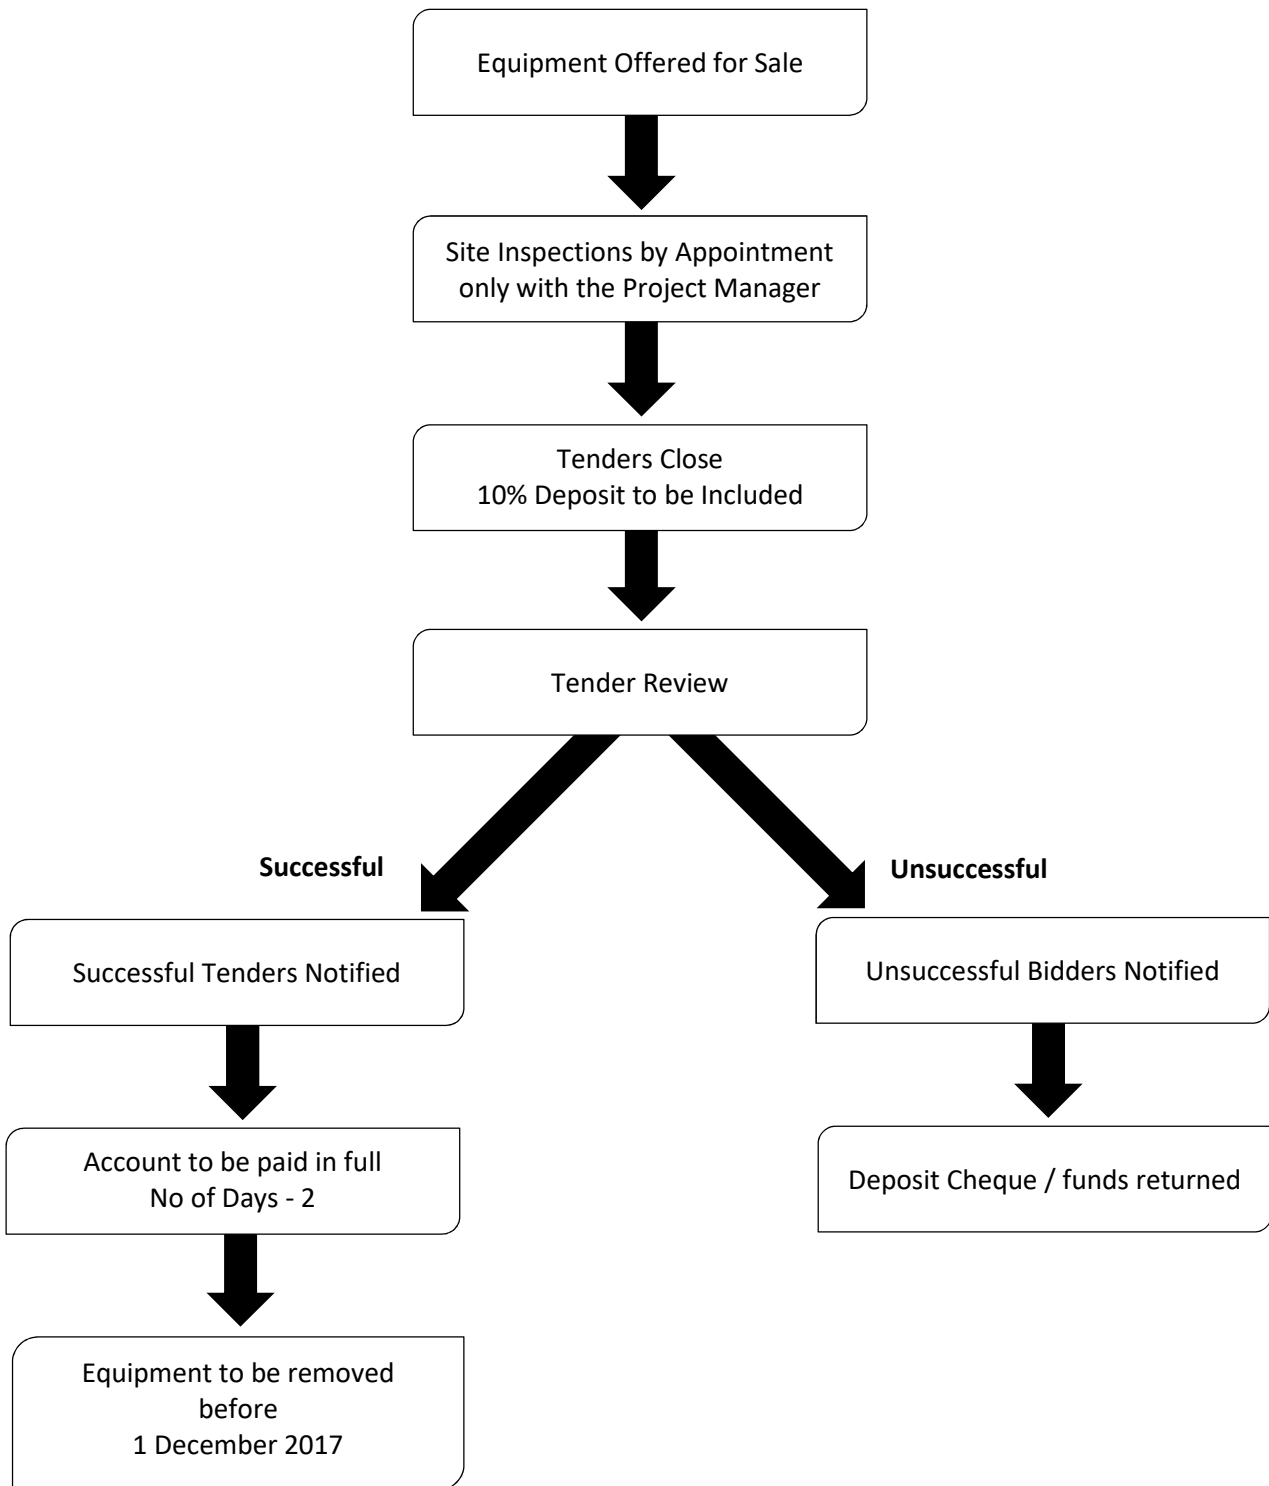 Equipment Offered for Sale
Site Inspections by Appointment
only with the Project Manager
Tenders Close
10% Deposit to be Included
Tender Review
Successful
Unsuccessful
Successful Tenders Notified
Unsuccessful Bidders Notified
Account to be paid in full
No of Days - 2
Deposit Cheque / funds returned
Equipment to be removed
before
1 December 2017